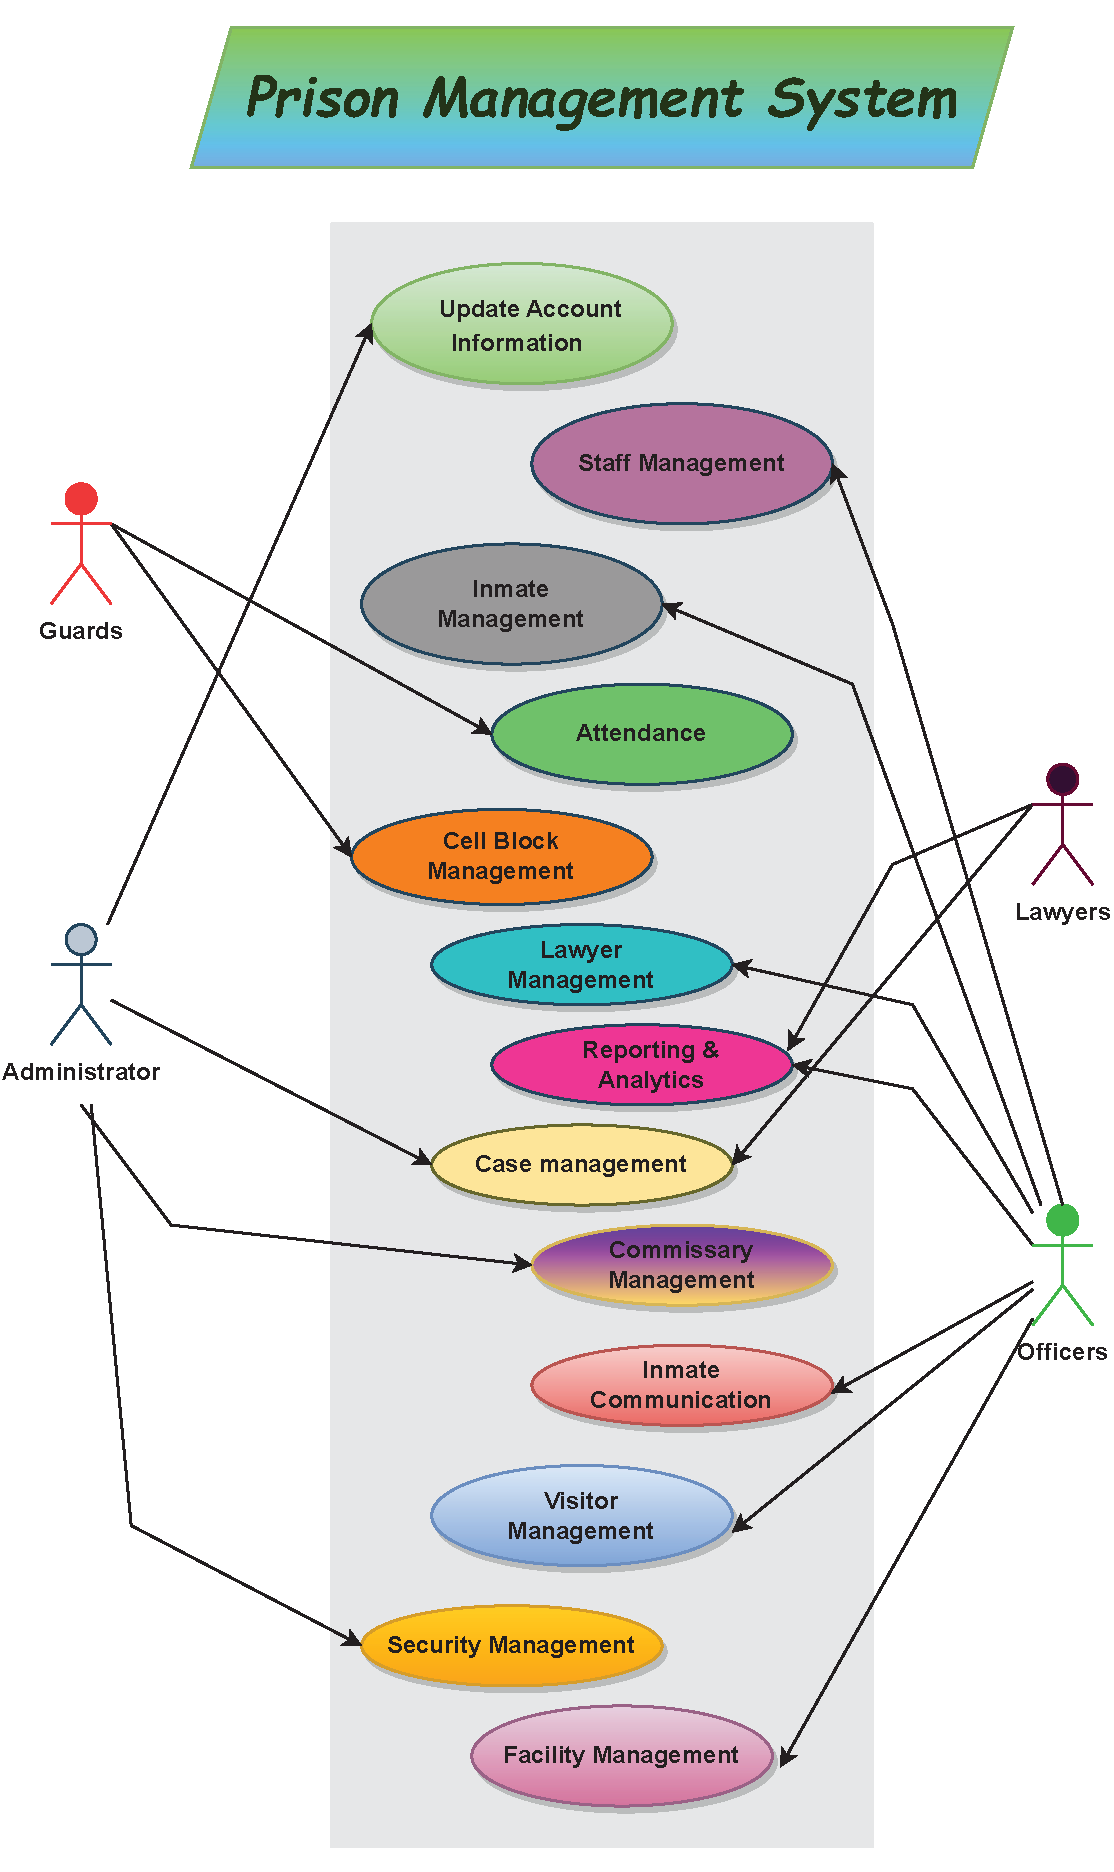 Prison Management System
Update Account
Information
Staff Management
Guards
Inmate
Management
Attendance
Cell Block
Management
Lawyers
Lawyer
Management
Administrator
Reporting &
Analytics
Case management
Commissary
Management
Officers
Inmate
Communication
Visitor
Management
Security Management
Facility Management